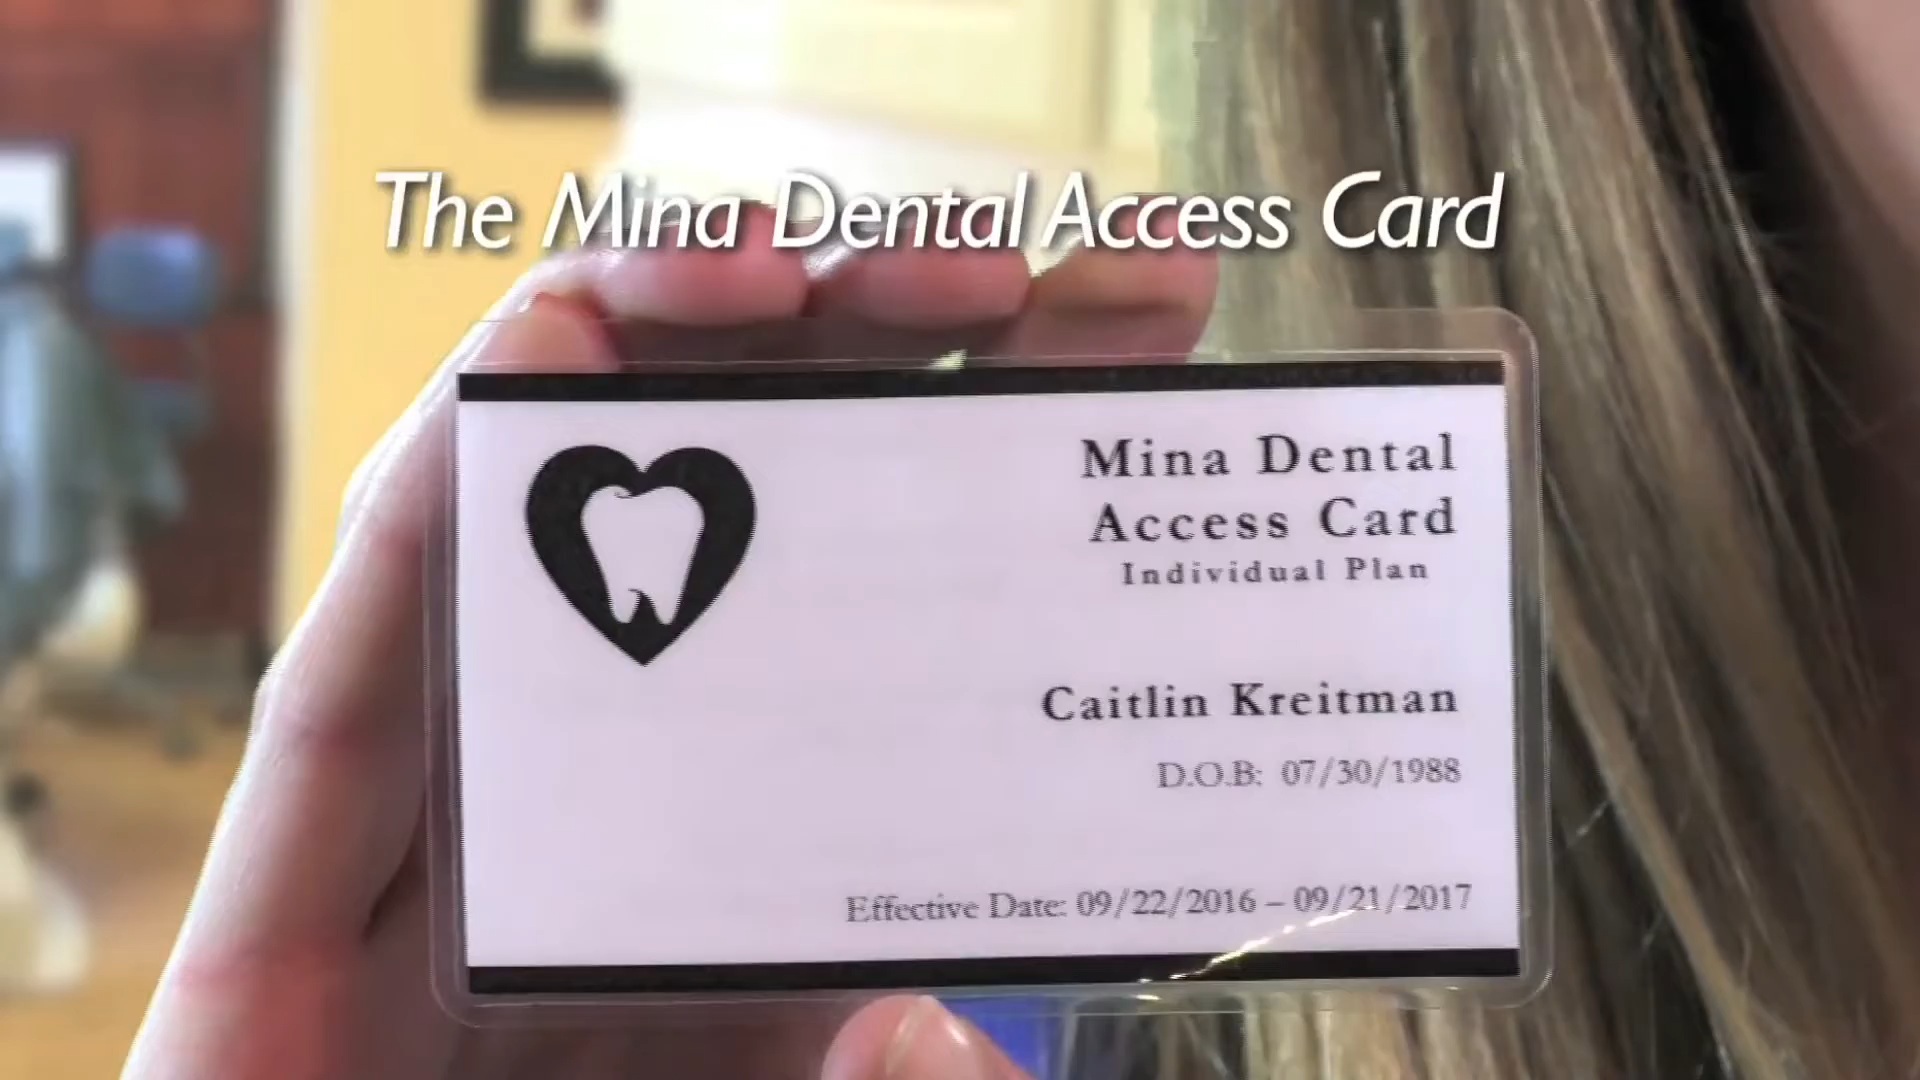 The Mina Dental Access Card
Mina Dental
Access Card
Individual Plan
Caitlin Kreitman
D.O.B: 07/30/1988
Effective Date: 09/22/2016 – 09/21/2017